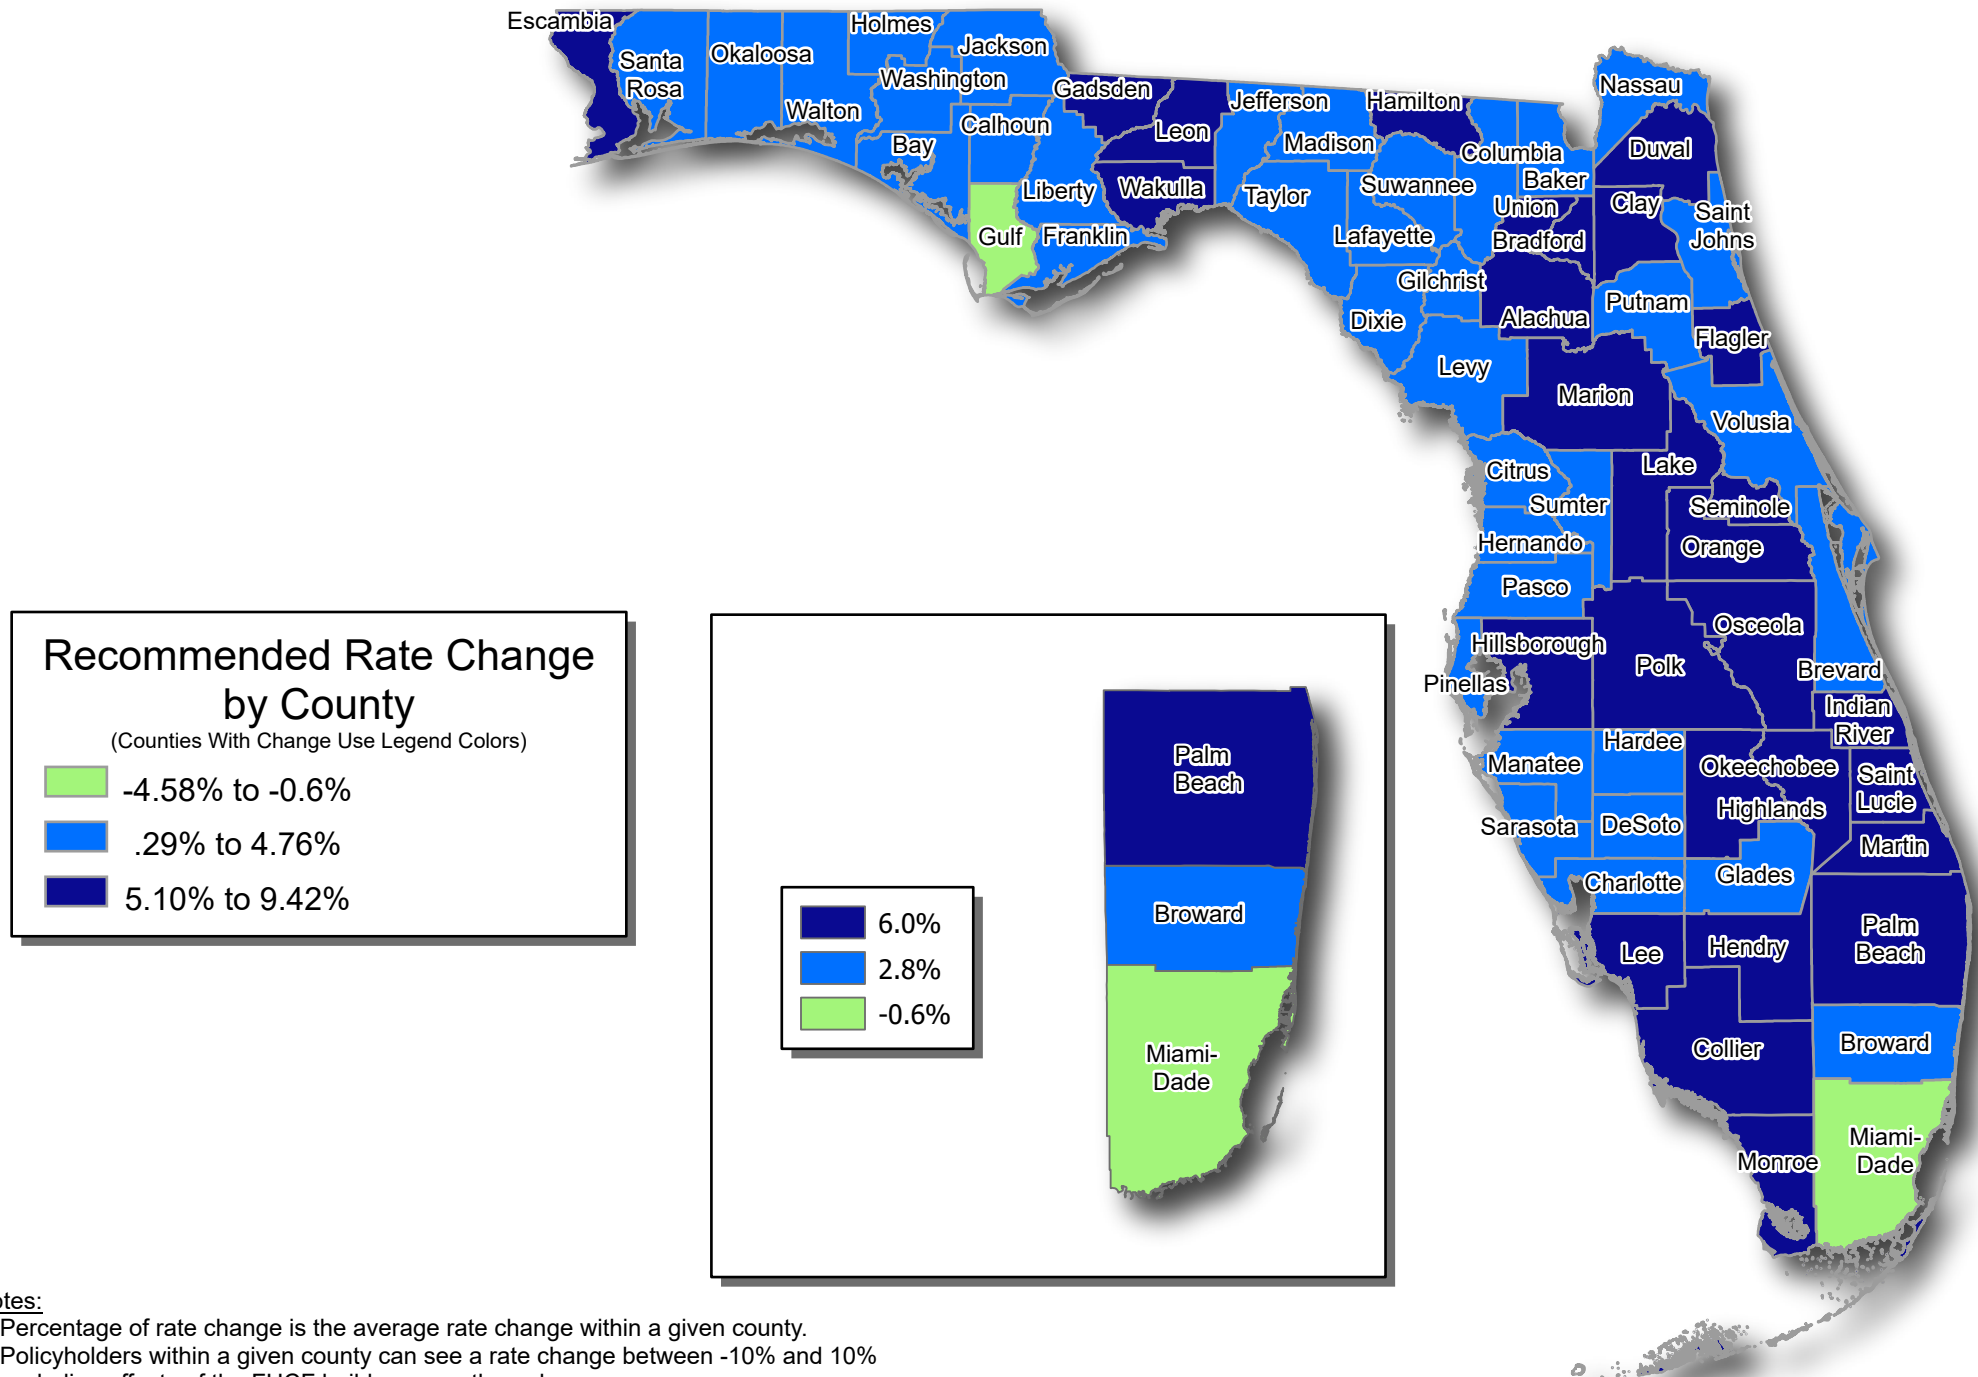 Escambia
Santa
Rosa
Okaloosa
Walton
Holmes
Washington
Jackson
Bay
Calhoun
Gulf
Liberty
Franklin
Gadsden
Leon
Wakulla
Jefferson
Madison
Taylor
Hamilton
Suwannee
Lafayette
Columbia
Baker
Union
Bradford
Gilchrist
Dixie
Alachua
Levy
Nassau
Duval
Clay
Saint
Johns
Putnam
Flagler
Marion
Volusia
Citrus
Lake
Sumter
Seminole
Hernando
Orange
Pasco
Osceola
Hillsborough
Polk
Pinellas
Brevard
Indian
River
Manatee
Hardee
Okeechobee
Saint
Lucie
Highlands
Sarasota
DeSoto
Martin
Charlotte
Glades
Lee
Hendry
Palm
Beach
Collier
Broward
Monroe
Miami-
Dade
Recommended Rate Change
by County
(Counties With Change Use Legend Colors)
-4.58% to -0.6%
.29% to 4.76%
5.10% to 9.42%
Palm
Beach
Broward
Miami-
Dade
6.0%
2.8%
-0.6%
otes:
Percentage of rate change is the average rate change within a given county.
Policyholders within a given county can see a rate change between -10% and 10%